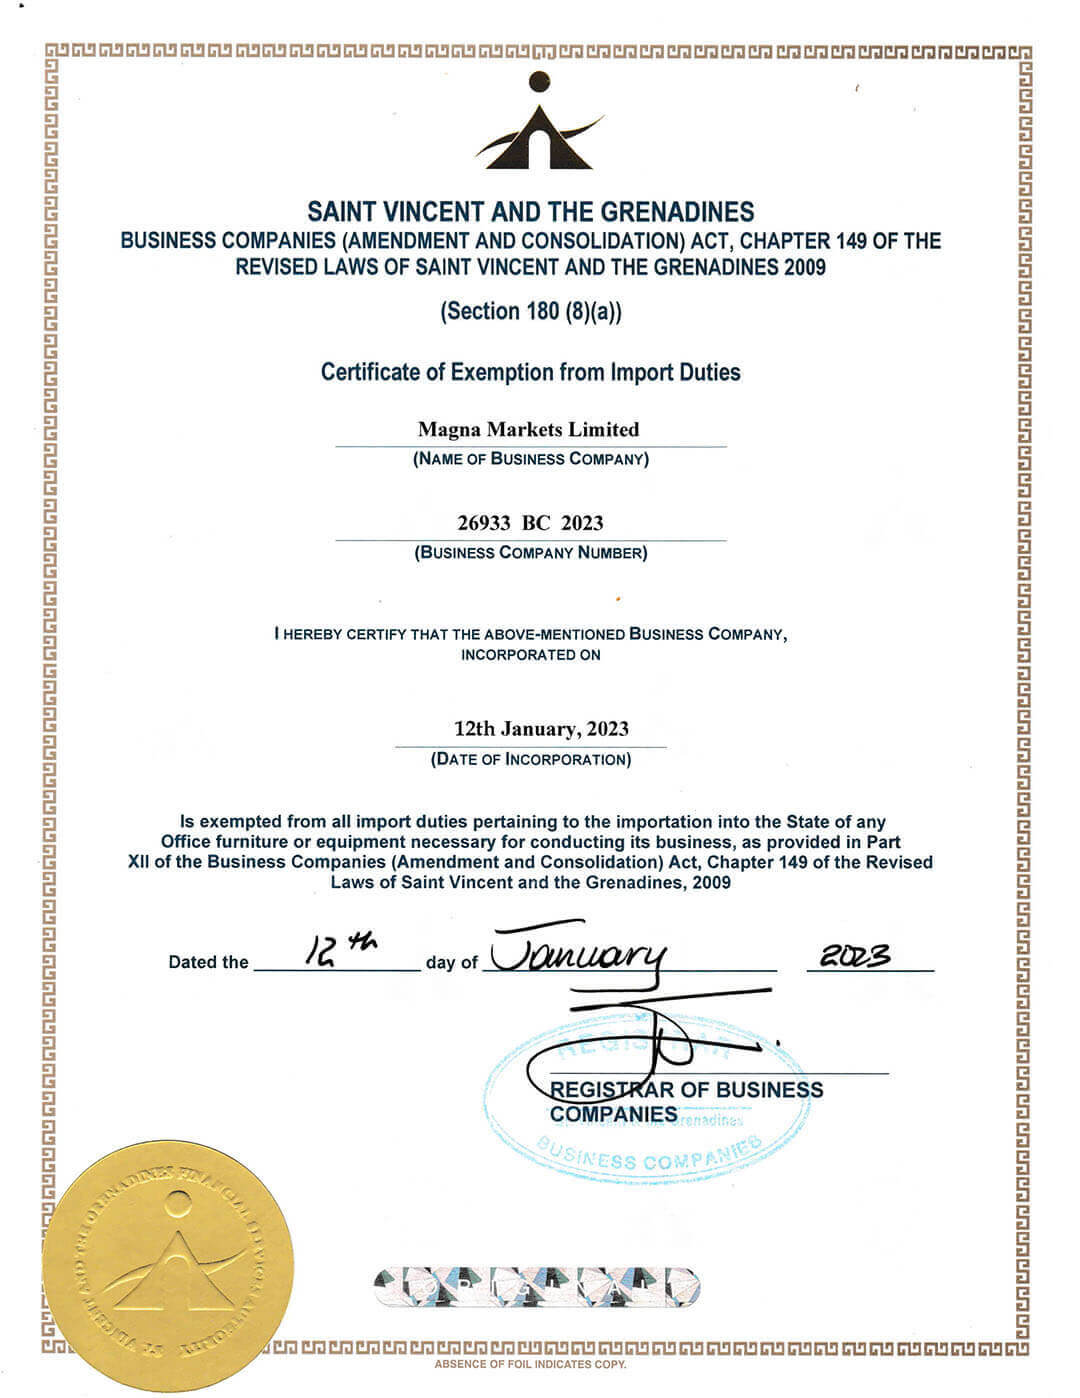 SAINT VINCENT AND THE GRENADINES
BUSINESS COMPANIES (AMENDMENT AND CONSOLIDATION) ACT, CHAPTER 149 OF THE
REVISED LAWS OF SAINT VINCENT AND THE GRENADINES 2009
(Section 180 (8)(a))
Certificate of Exemption from Import Duties
Magna Markets Limited
(NAME OF BUSINESS COMPANY)
26933 BC 2023
(BUSINESS COMPANY NUMBER)
I HEREBY CERTIFY THAT THE ABOVE-MENTIONED BUSINESS COMPANY,
INCORPORATED ON
12th January, 2023
(DATE OF INCORPORATION)
Is exempted from all import duties pertaining to the importation into the State of any
Office furniture or equipment necessary for conducting its business, as provided in Part
XII of the Business Companies (Amendment and Consolidation) Act, Chapter 149 of the Revised
Laws of Saint Vincent and the Grenadines, 2009
Dated the 12th day of January 2023
REGISTRAR
REGISTRAR OF BUSINESS
COMPANIES
Grenadines
BUSINESS COMPANIES
ST. VINCENT AND THE GRENADINES FINANCIAL SERVICES AUTHORITY
ORIGINAL
ABSENCE OF FOIL INDICATES COPY.